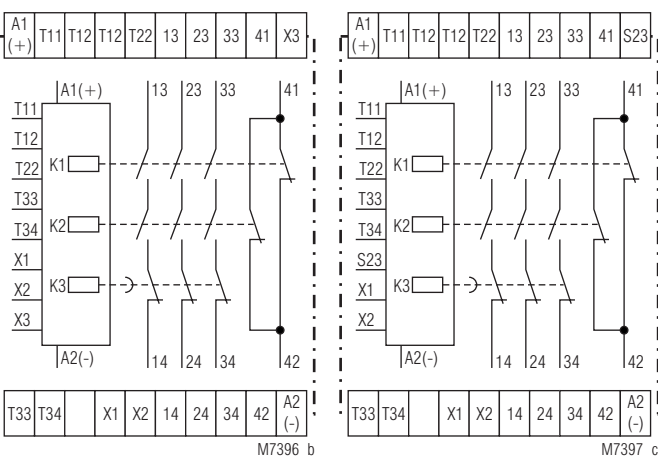 A1 (+) T11 T12 T12 T22 13 23 33 41 X3
A1(+) 13 23 33 41
T11
T12
T22 K1
T33
T34 K2
X1
X2 K3
X3
A2(-) 14 24 34 42
T33 T34 X1 X2 14 24 34 42 A2 (-)
M7396 b
A1 (+) T11 T12 T12 T22 13 23 33 41 S23
A1(+) 13 23 33 41
T11
T12
T22 K1
T33
T34 K2
S23
X1 K3
X2
A2(-) 14 24 34 42
T33 T34 X1 X2 14 24 34 42 A2 (-)
M7397 c